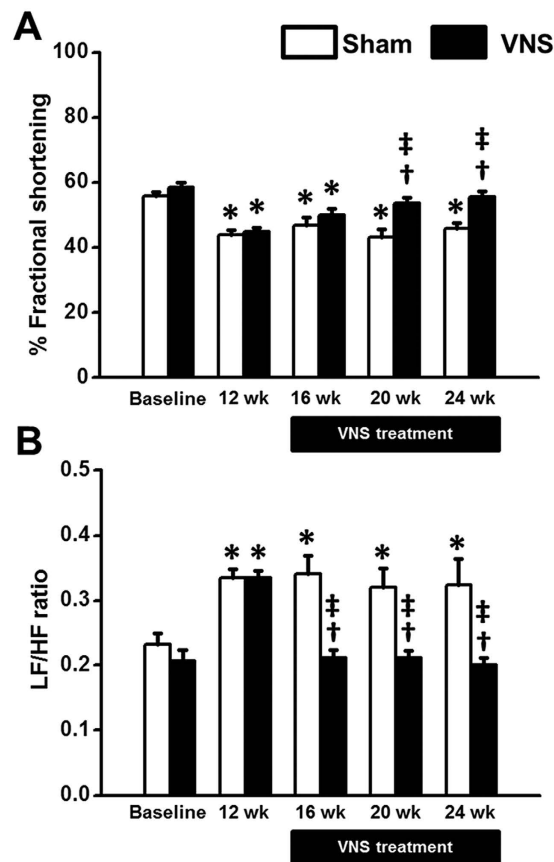 A
Sham VNS
% Fractional shortening
100
80
60
40
20
0
* * * * * ‡ † * ‡ †
Baseline 12 wk 16 wk 20 wk 24 wk
VNS treatment
B
LF/HF ratio
0.5
0.4
0.3
0.2
0.1
0.0
* * * ‡ † * ‡ † * ‡ †
Baseline 12 wk 16 wk 20 wk 24 wk
VNS treatment